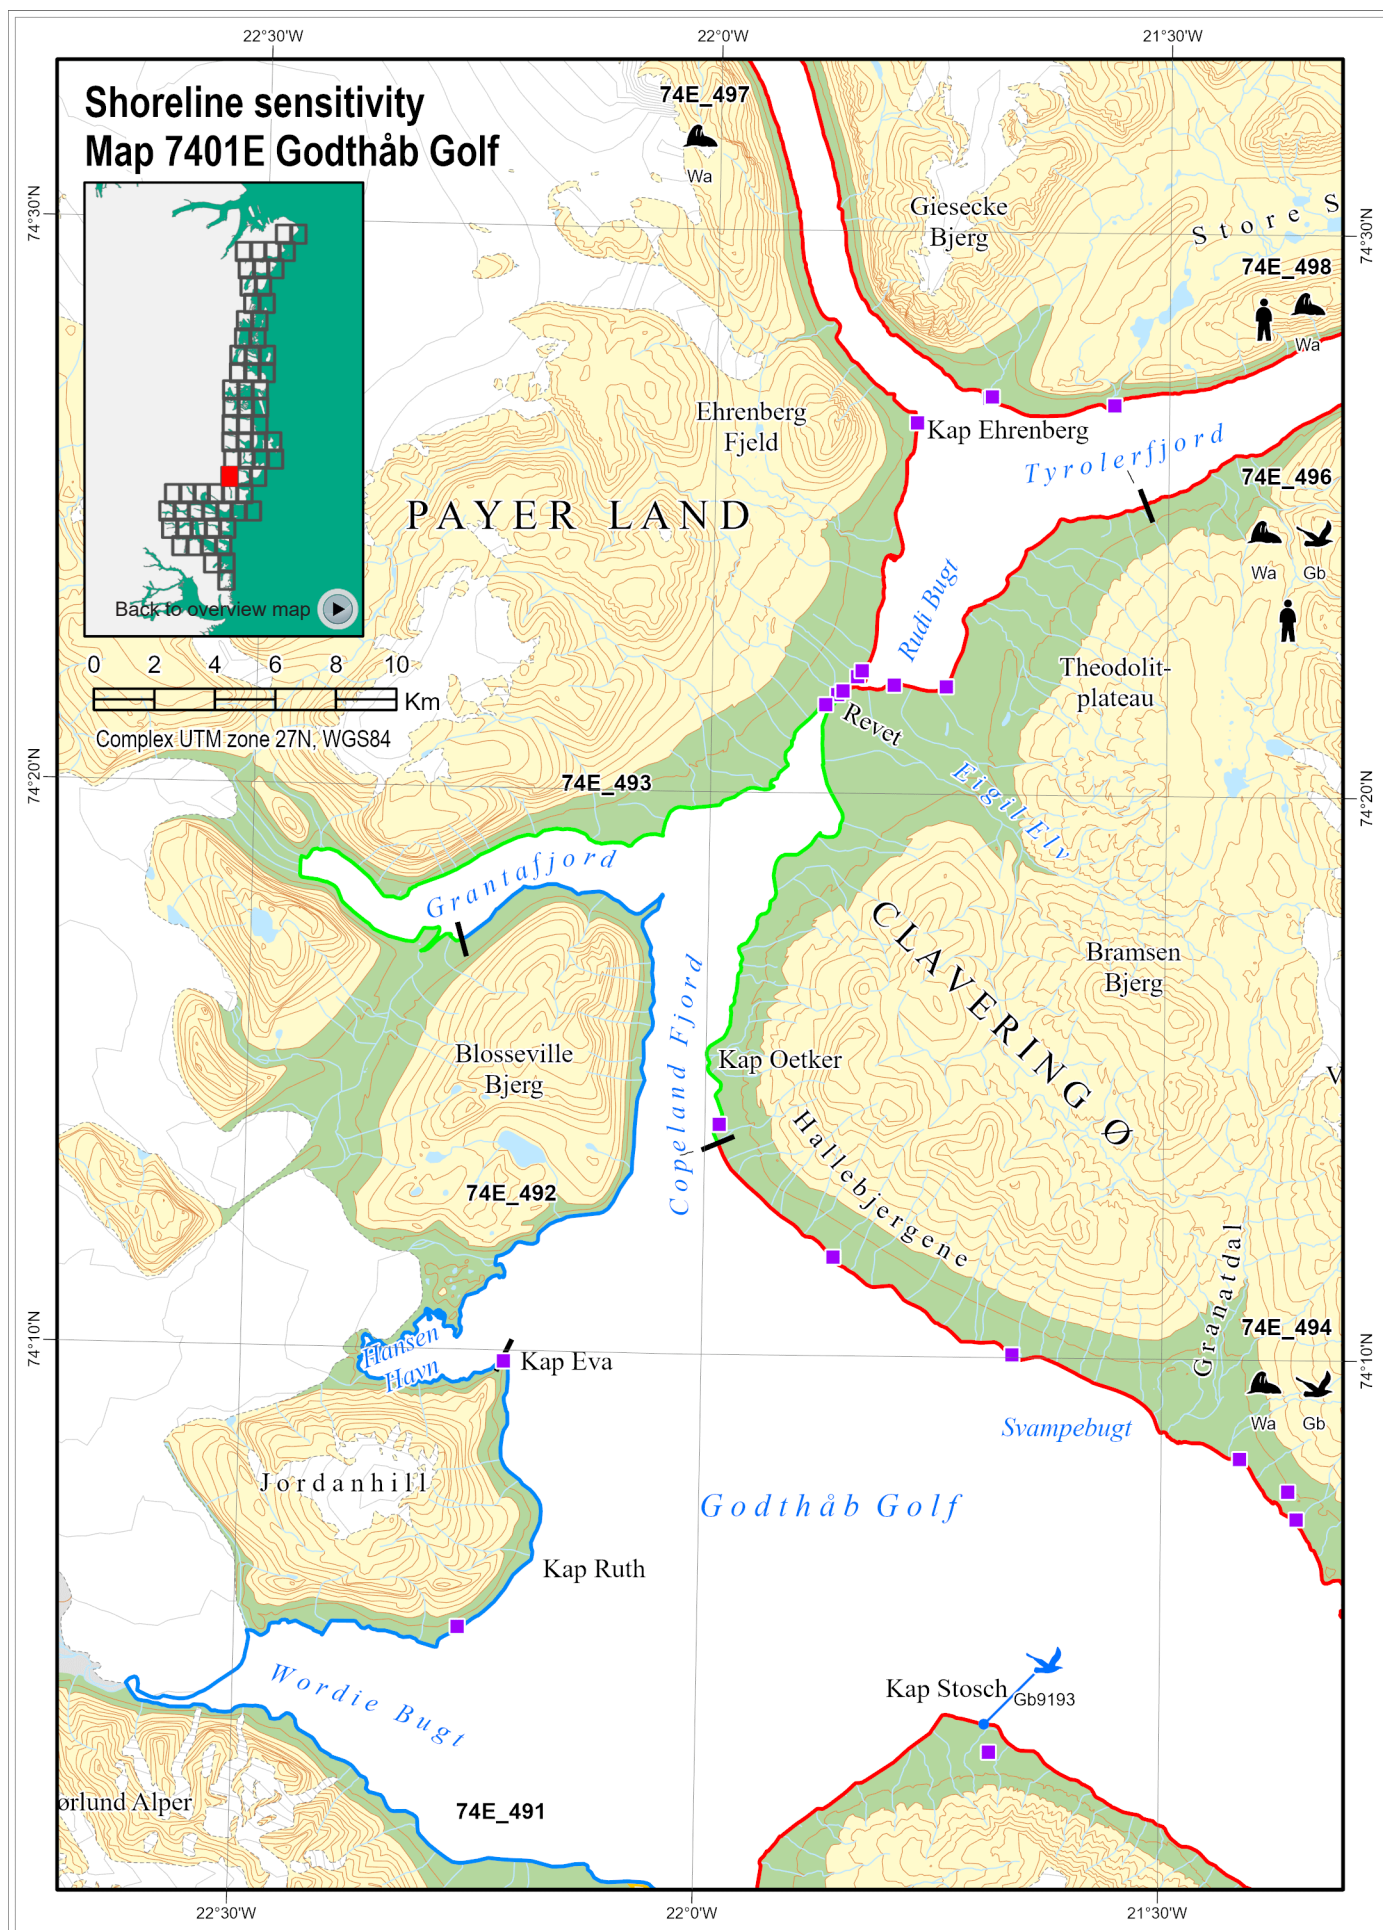 22°30'W
22°0'W
21°30'W
Shoreline sensitivity
Map 7401E Godthåb Golf
Back to overview map
0 2 4 6 8 10
Km
Complex UTM zone 27N, WGS84
74°30'N
74°30'N
74E_497
Wa
Giesecke
Bjerg
Store S
74E_498
Wa
Ehrenberg
Fjeld
Kap Ehrenberg
Tyrolerfjord
74E_496
Wa Gb
PAYER LAND
Rudi Bugt
Theodolit-
plateau
Revet
74°20'N
74°20'N
74E_493
Eigil Elv
Grantafjord
CLAVERING Ø
Bramsen
Bjerg
Copeland Fjord
Blosseville
Bjerg
Kap Oetker
V
Hallebjergene
74E_492
Granatdal
74°10'N
74°10'N
74E_494
Wa Gb
Hansen
Havn
Kap Eva
Svampebugt
Jordanhill
Godthåb Golf
Kap Ruth
Wordie Bugt
Kap Stosch
Gb9193
ørlund Alper
74E_491
22°30'W
22°0'W
21°30'W